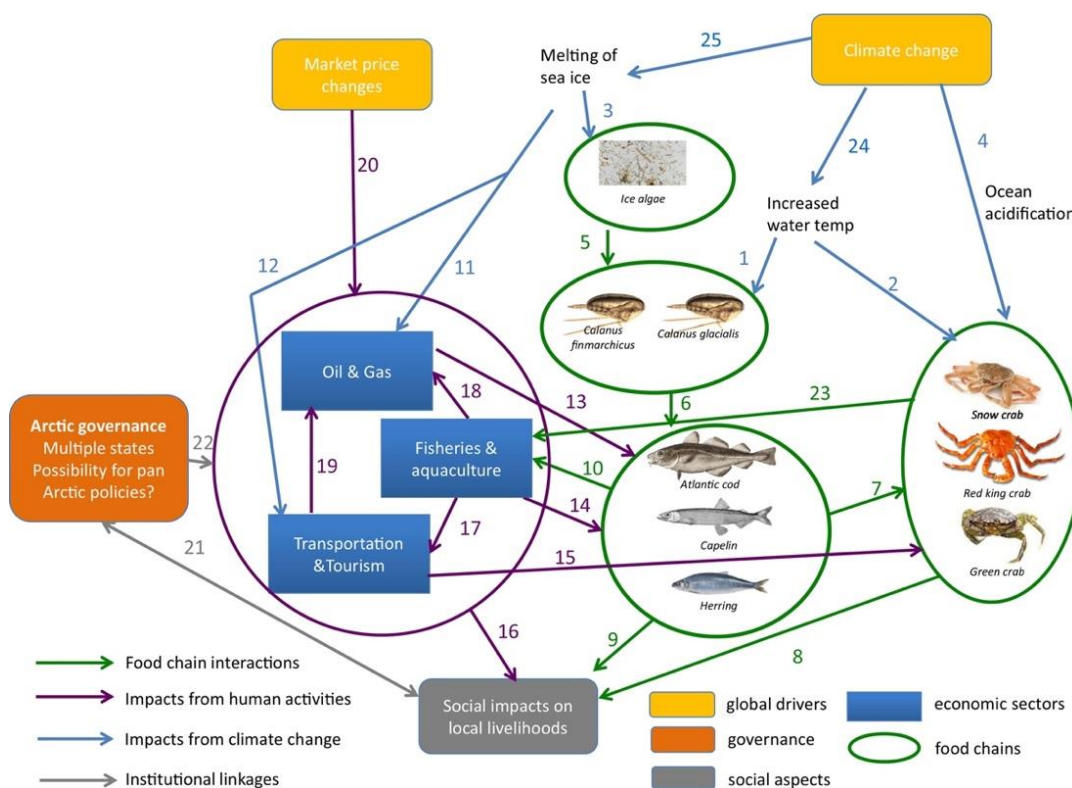 Market price
changes
20
Melting of
sea ice
25
Climate change
3
24
4
Ice algae
Increased
water temp
Ocean
acidification
5
1
2
12
11
Calanus
finmarchicus
Calanus glacialis
Oil & Gas
18
13
6
23
Snow crab
Arctic governance
Multiple states
Possibility for pan
Arctic policies?
22
19
Fisheries &
aquaculture
10
Atlantic cod
Red king crab
14
7
17
Capelin
21
Transportation
&Tourism
15
Green crab
Herring
16
9
8
Food chain interactions
Impacts from human activities
Impacts from climate change
Institutional linkages
Social impacts on
local livelihoods
global drivers
governance
social aspects
economic sectors
food chains